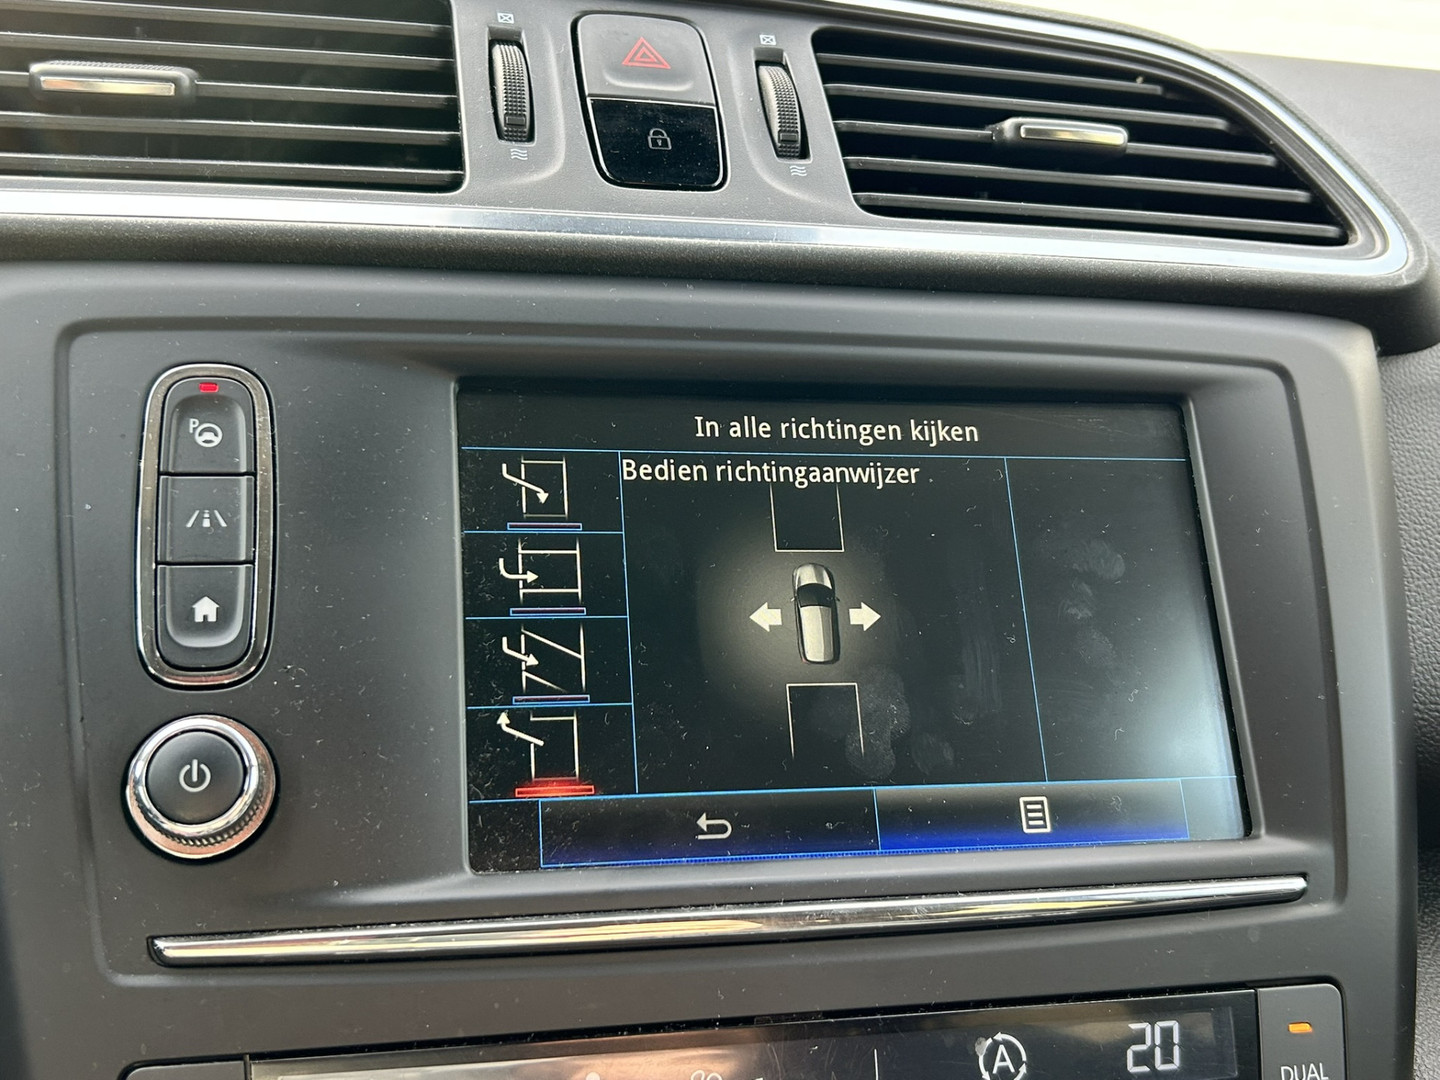 P
In alle richtingen kijken
Bedien richtingaanwijzer
A
20
DUAL